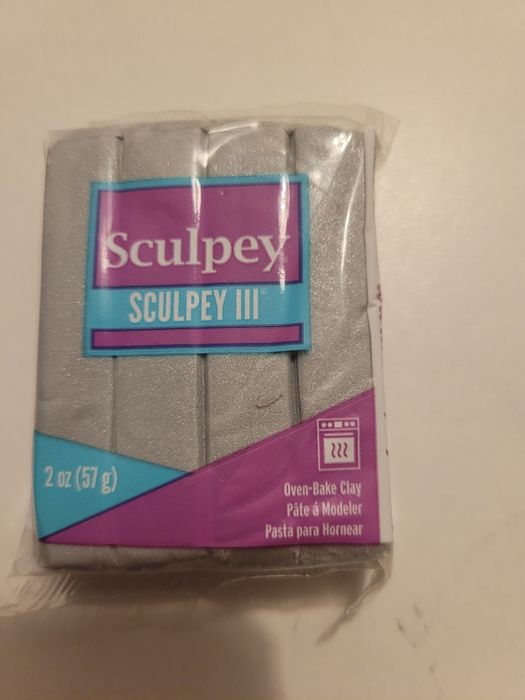 Sculpey
SCULPEY III®
2 oz (57 g)
Oven-Bake Clay
Pâte á Modeler
Pasta para Hornear